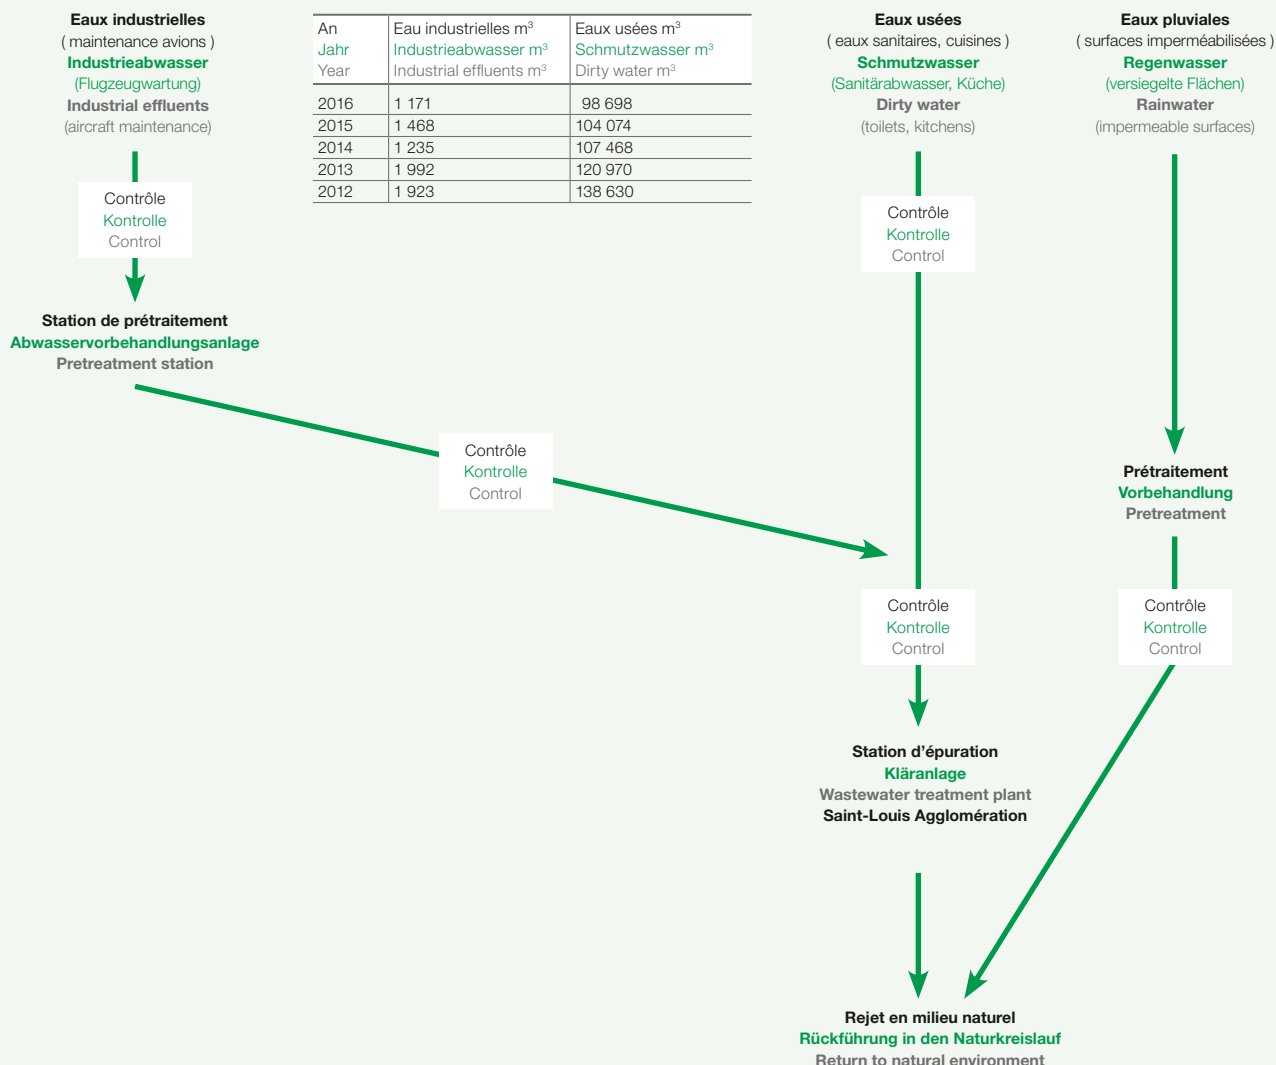 Eaux industrielles
( maintenance avions )
Industrieabwasser
(Flugzeugwartung)
Industrial effluents
(aircraft maintenance)
An Eau industrielles m³ Eaux usées m³
Jahr Industrieabwasser m³ Schmutzwasser m³
Year Industrial effluents m³ Dirty water m³
2016 1 171 98 698
2015 1 468 104 074
2014 1 235 107 468
2013 1 992 120 970
2012 1 923 138 630
Eaux usées
( eaux sanitaires, cuisines )
Schmutzwasser
(Sanitärabwasser, Küche)
Dirty water
(toilets, kitchens)
Eaux pluviales
( surfaces imperméabilisées )
Regenwasser
(versiegelte Flächen)
Rainwater
(impermeable surfaces)
Contrôle
Kontrolle
Control
Contrôle
Kontrolle
Control
Station de prétraitement
Abwasservorbehandlungsanlage
Pretreatment station
Contrôle
Kontrolle
Control
Prétraitement
Vorbehandlung
Pretreatment
Contrôle
Kontrolle
Control
Contrôle
Kontrolle
Control
Station d’épuration
Kläranlage
Wastewater treatment plant
Saint-Louis Agglomération
Rejet en milieu naturel
Rückführung in den Naturkreislauf
Return to natural environment